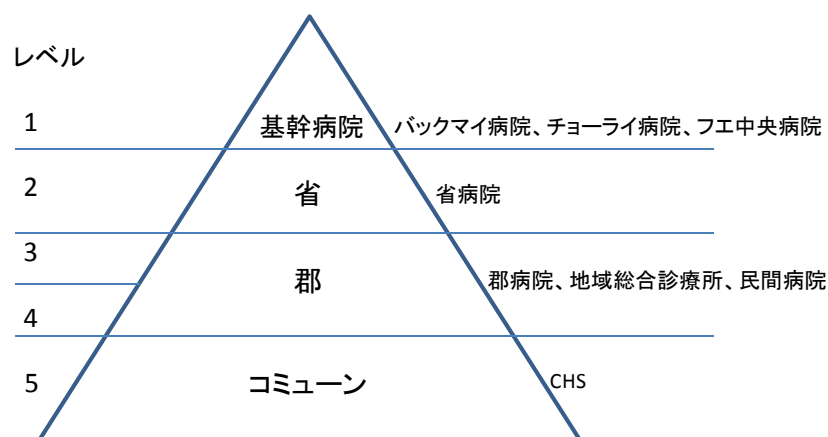 レベル
1
基幹病院
バックマイ病院、チョーライ病院、フエ中央病院
2
省
省病院
3
郡
郡病院、地域総合診療所、民間病院
4
5
コミューン
CHS